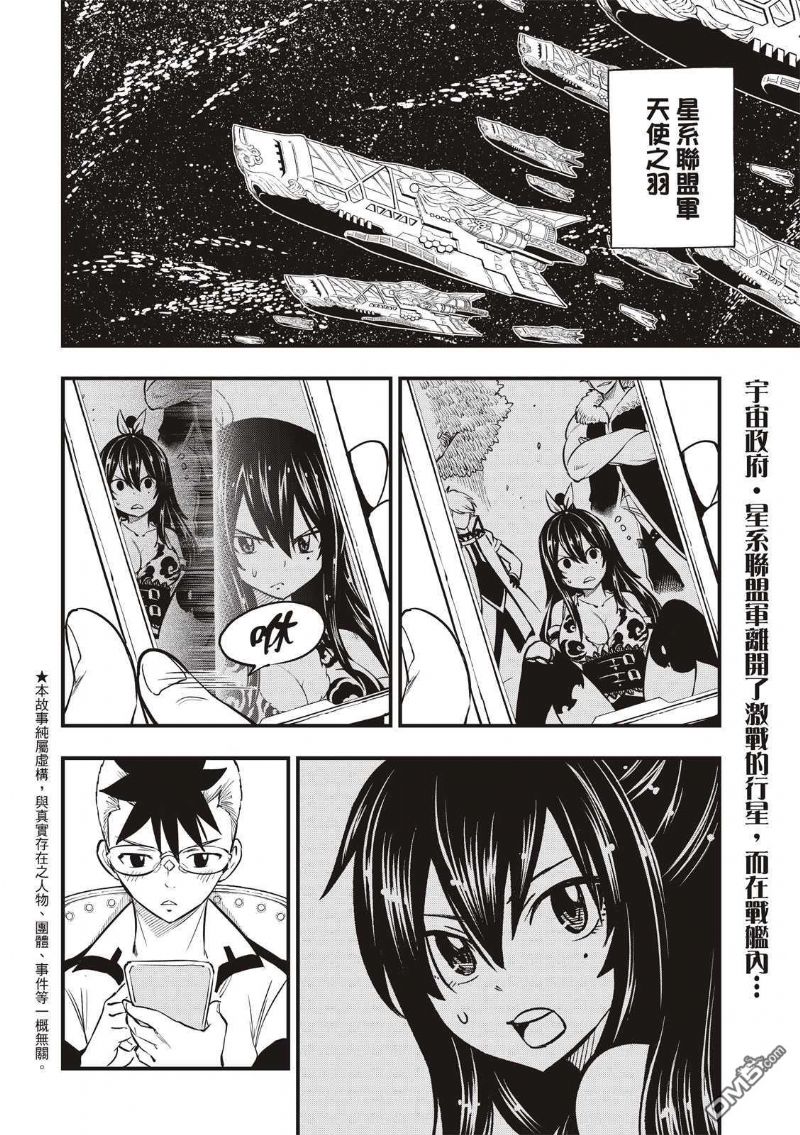 星系聯盟軍
天使之羽
宇宙政府・星系聯盟軍離開了激戰的行星，而在戰艦內…
咻
★本故事純屬虛構，與真實存在之人物、團體、事件等一概無關。
DM5.com